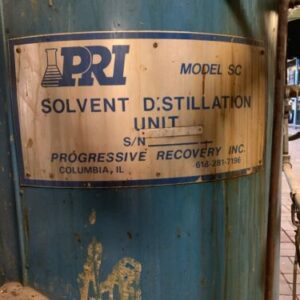 PRI
MODEL SC
SOLVENT DISTILLATION
UNIT
S/N
PROGRESSIVE RECOVERY INC.
COLUMBIA, IL 618-281-7196